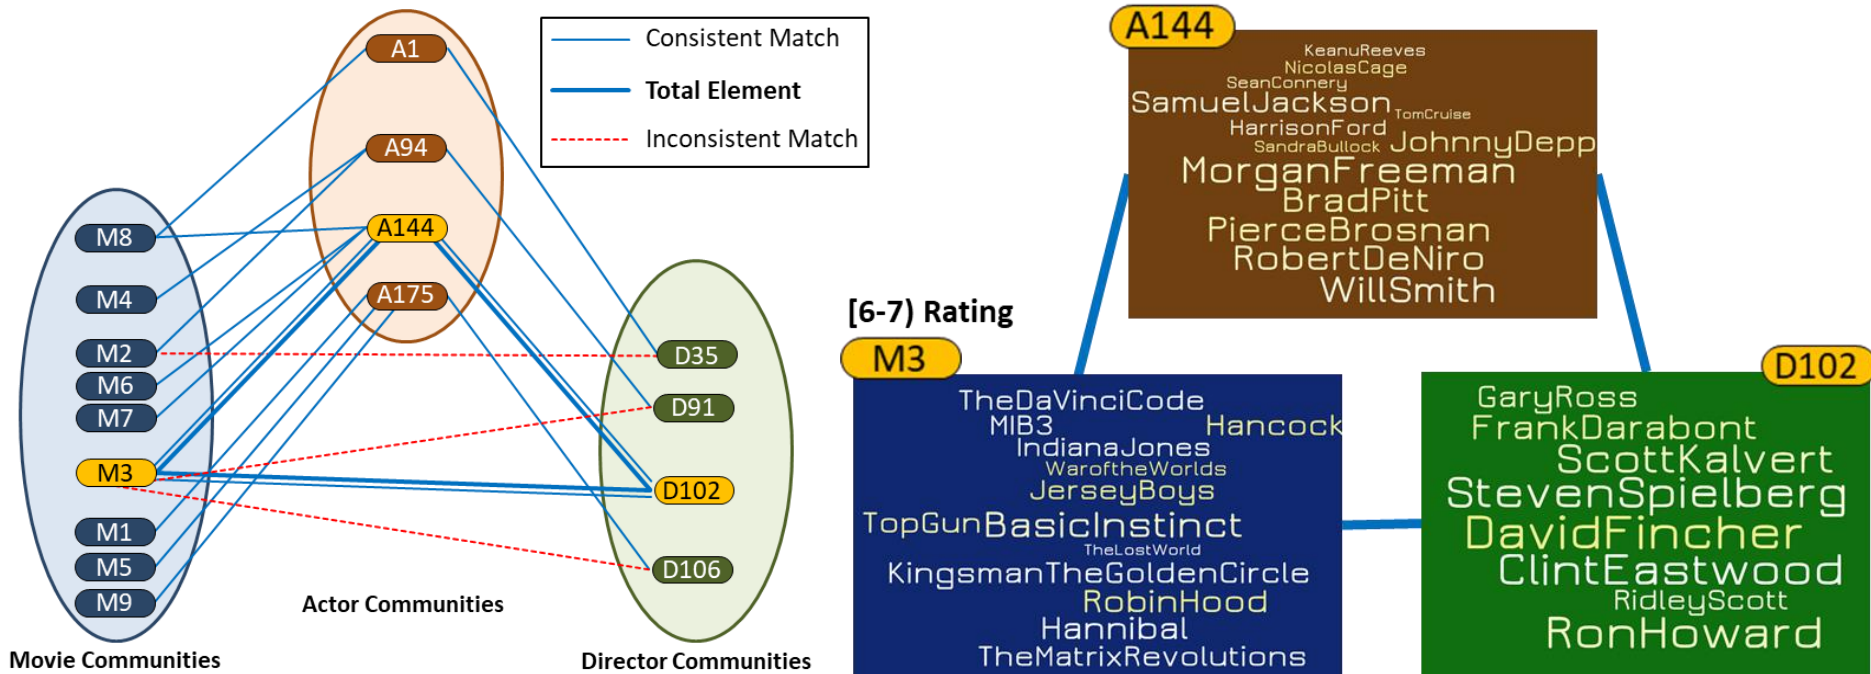 A1
A94
A144
A175
Consistent Match
Total Element
Inconsistent Match
M8
M4
M2
M6
M7
M3
M1
M5
M9
D35
D91
D102
D106
Movie Communities
Actor Communities
Director Communities
A144
KeanuReeves
NicolasCage
SeanConnery
SamuelJackson
TomCruise
HarrisonFord
SandraBullock
JohnnyDepp
MorganFreeman
BradPitt
PierceBrosnan
RobertDeNiro
WillSmith
[6-7) Rating
M3
TheDaVinciCode
MIB3
Hancock
IndianaJones
WaroftheWorlds
JerseyBoys
TopGun
BasicInstinct
TheLostWorld
KingsmanTheGoldenCircle
RobinHood
Hannibal
TheMatrixRevolutions
D102
GaryRoss
FrankDarabont
ScottKalvert
StevenSpielberg
DavidFincher
ClintEastwood
RidleyScott
RonHoward